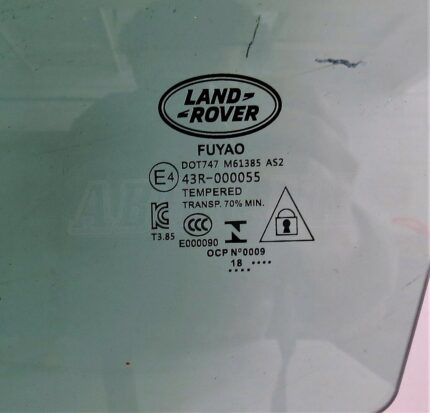 LAND
ROVER
FUYAO
DOT747 M61385 AS2
E4 43R-000055
TEMPERED
TRANSP. 70% MIN.
T3.85
CCC
E000090
OCP Nº0009
18 ....
....